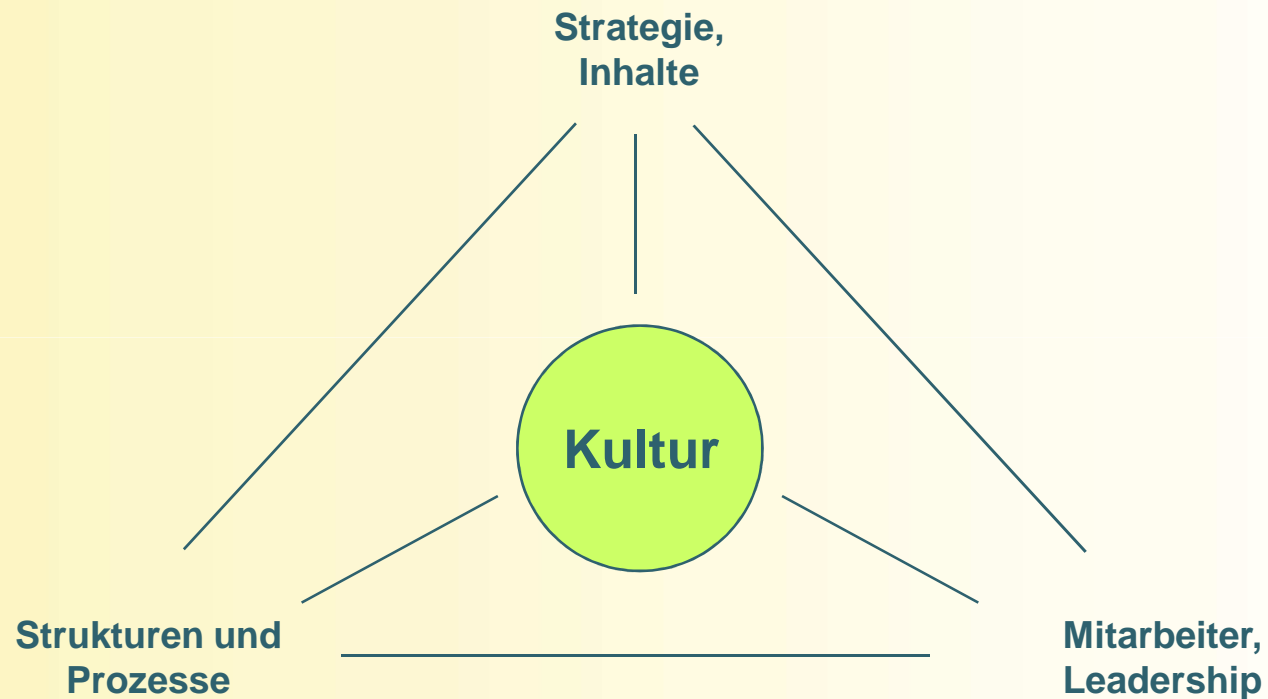 Strategie,
Inhalte
Kultur
Strukturen und
Prozesse
Mitarbeiter,
Leadership